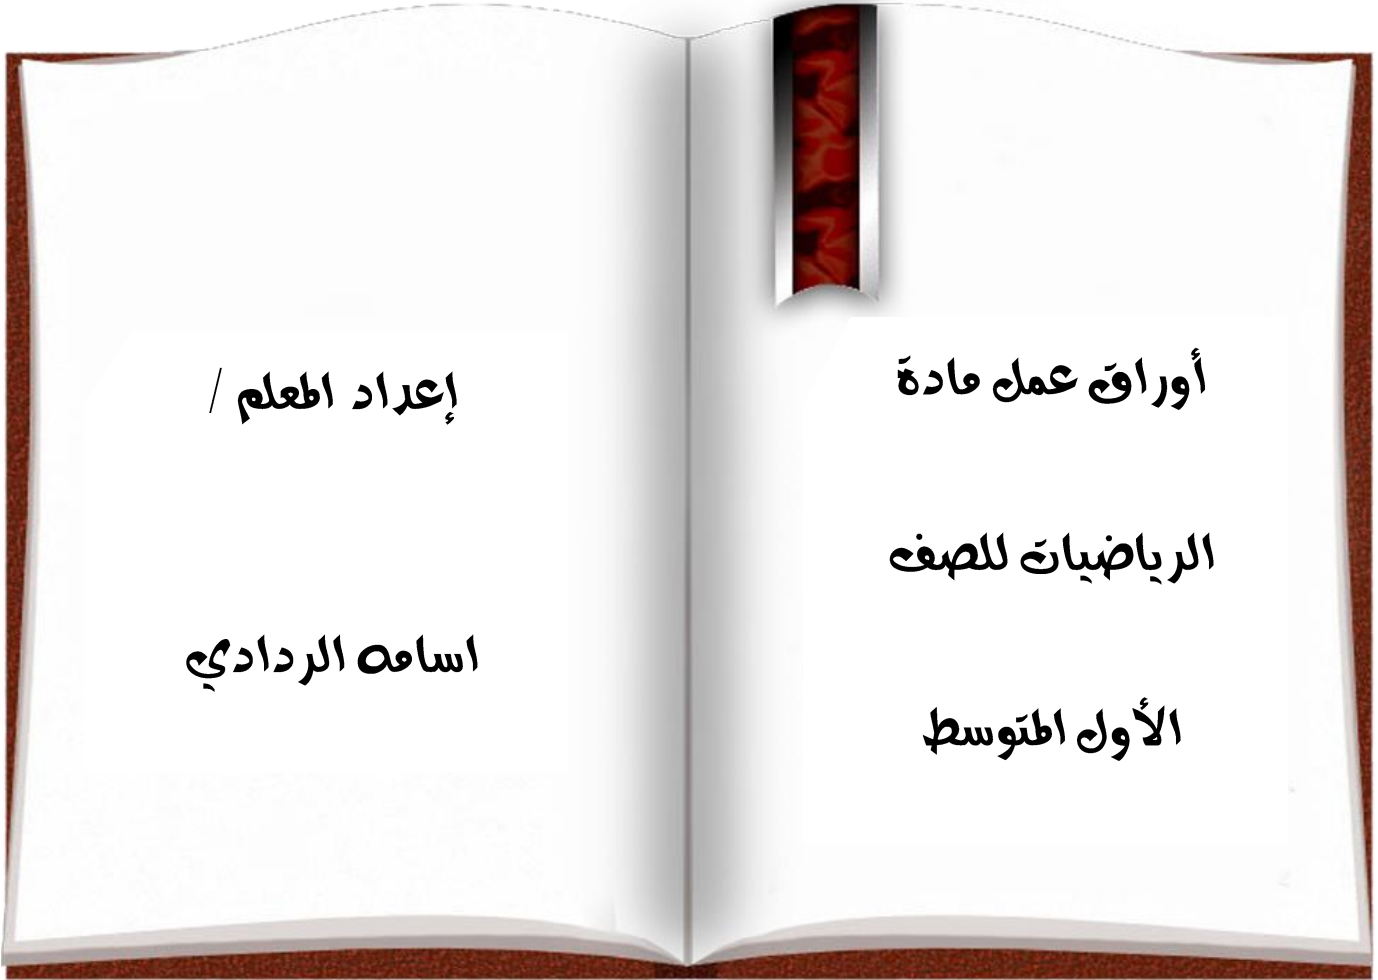 أوراق عمل مادة
الرياضيات للصف
الأول المتوسط
إعداد المعلم /
اسامه الردادي